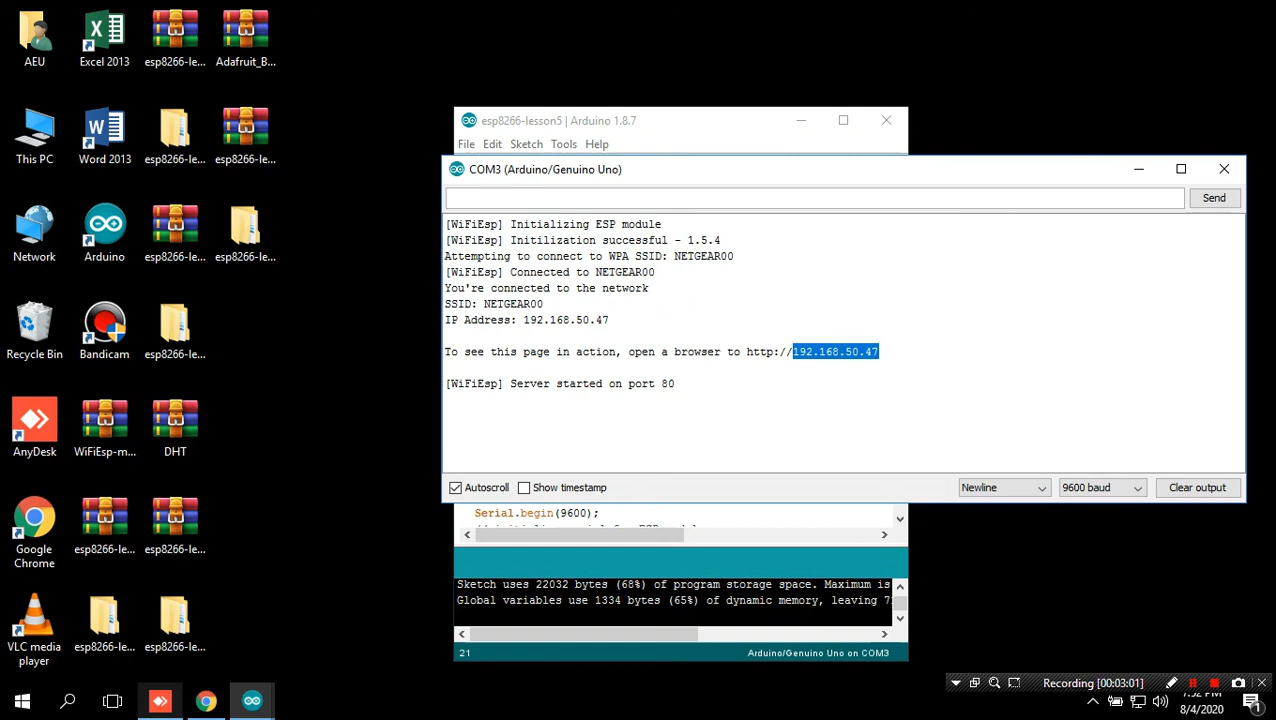 AEU
Excel 2013
esp8266-le...
Adafruit_B...
This PC
Word 2013
esp8266-le...
esp8266-le...
Network
Arduino
esp8266-le...
esp8266-le...
Recycle Bin
Bandicam
esp8266-le...
AnyDesk
WiFiEsp-m...
DHT
Google
Chrome
esp8266-le...
esp8266-le...
VLC media
player
esp8266-le...
esp8266-le...
esp8266-lesson5 | Arduino 1.8.7
File Edit Sketch Tools Help
COM3 (Arduino/Genuino Uno)
Send
[WiFiEsp] Initializing ESP module
[WiFiEsp] Initilization successful - 1.5.4
Attempting to connect to WPA SSID: NETGEAR00
[WiFiEsp] Connected to NETGEAR00
You're connected to the network
SSID: NETGEAR00
IP Address: 192.168.50.47
To see this page in action, open a browser to http://192.168.50.47
[WiFiEsp] Server started on port 80
Autoscroll Show timestamp Newline 9600 baud Clear output
Serial.begin(9600);
Sketch uses 22032 bytes (68%) of program storage space. Maximum is
Global variables use 1334 bytes (65%) of dynamic memory, leaving 7
21 Arduino/Genuino Uno on COM3
Recording [00:03:01]
7:52 PM
8/4/2020
1